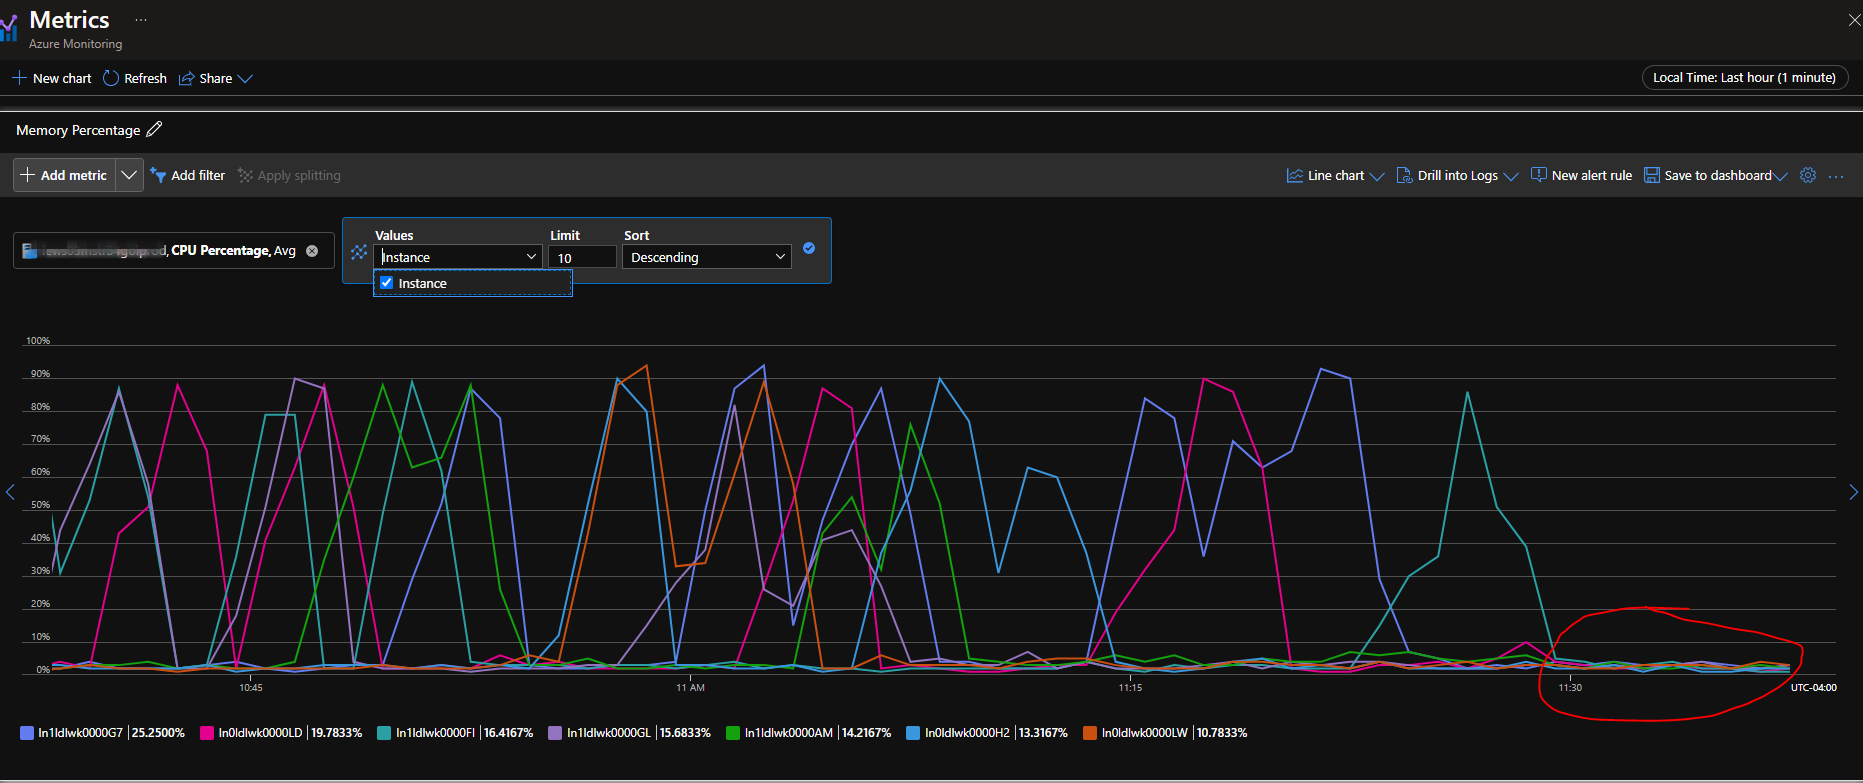 Metrics ...
Azure Monitoring
New chart Refresh Share
Local Time: Last hour (1 minute)
Memory Percentage
Add metric Add filter Apply splitting
Line chart Drill into Logs New alert rule Save to dashboard ...
, CPU Percentage, Avg
Values Limit Sort
Instance 10 Descending
Instance
100%
90%
80%
70%
60%
50%
40%
30%
20%
10%
0%
10:45 11 AM 11:15 11:30 UTC-04:00
In1ldlwk0000G7 25.2500% In0ldlwk0000LD 19.7833% In1ldlwk0000FI 16.4167% In1ldlwk0000GL 15.6833% In1ldlwk0000AM 14.2167% In0ldlwk0000H2 13.3167% In0ldlwk0000LW 10.7833%